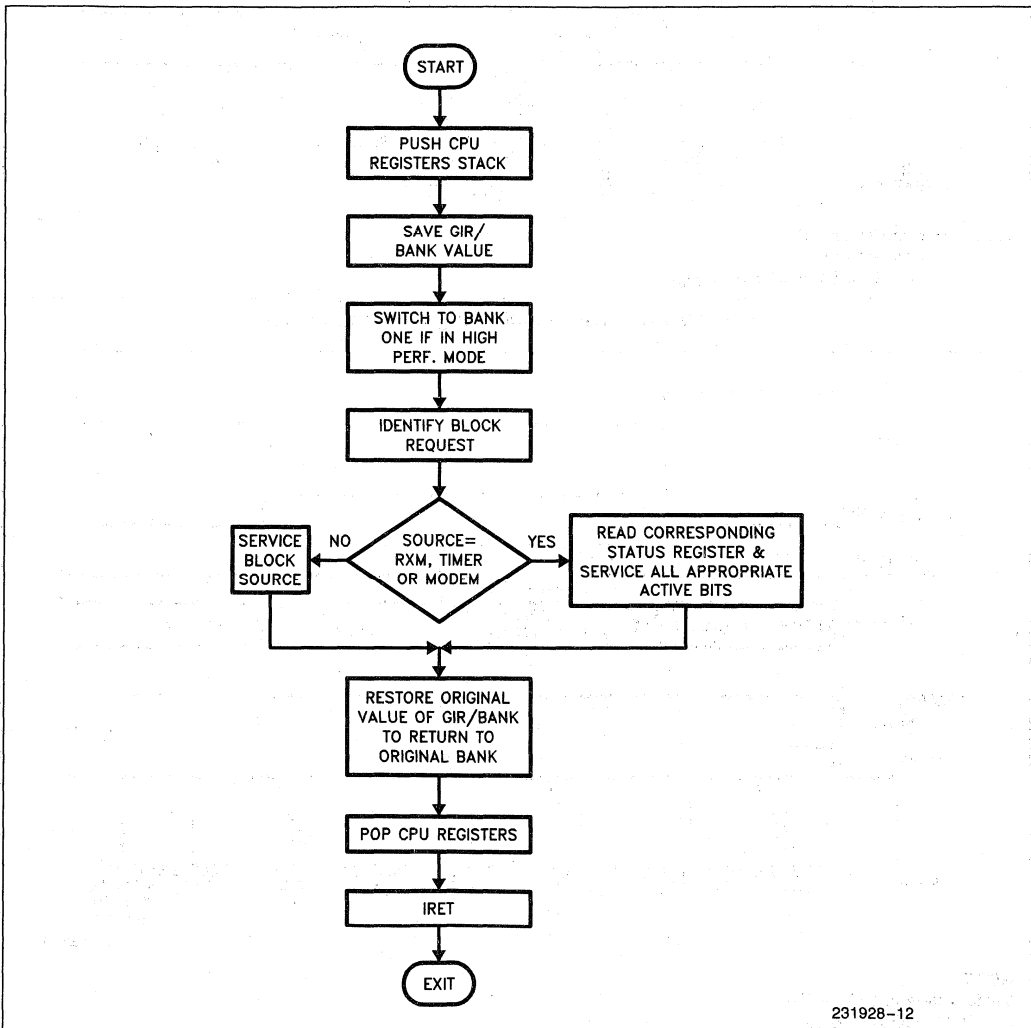 START
PUSH CPU
REGISTERS STACK
SAVE GIR/
BANK VALUE
SWITCH TO BANK
ONE IF IN HIGH
PERF. MODE
IDENTIFY BLOCK
REQUEST
SERVICE
BLOCK
SOURCE
NO
SOURCE=
RXM, TIMER
OR MODEM
YES
READ CORRESPONDING
STATUS REGISTER &
SERVICE ALL APPROPRIATE
ACTIVE BITS
RESTORE ORIGINAL
VALUE OF GIR/BANK
TO RETURN TO
ORIGINAL BANK
POP CPU REGISTERS
IRET
EXIT
231928-12